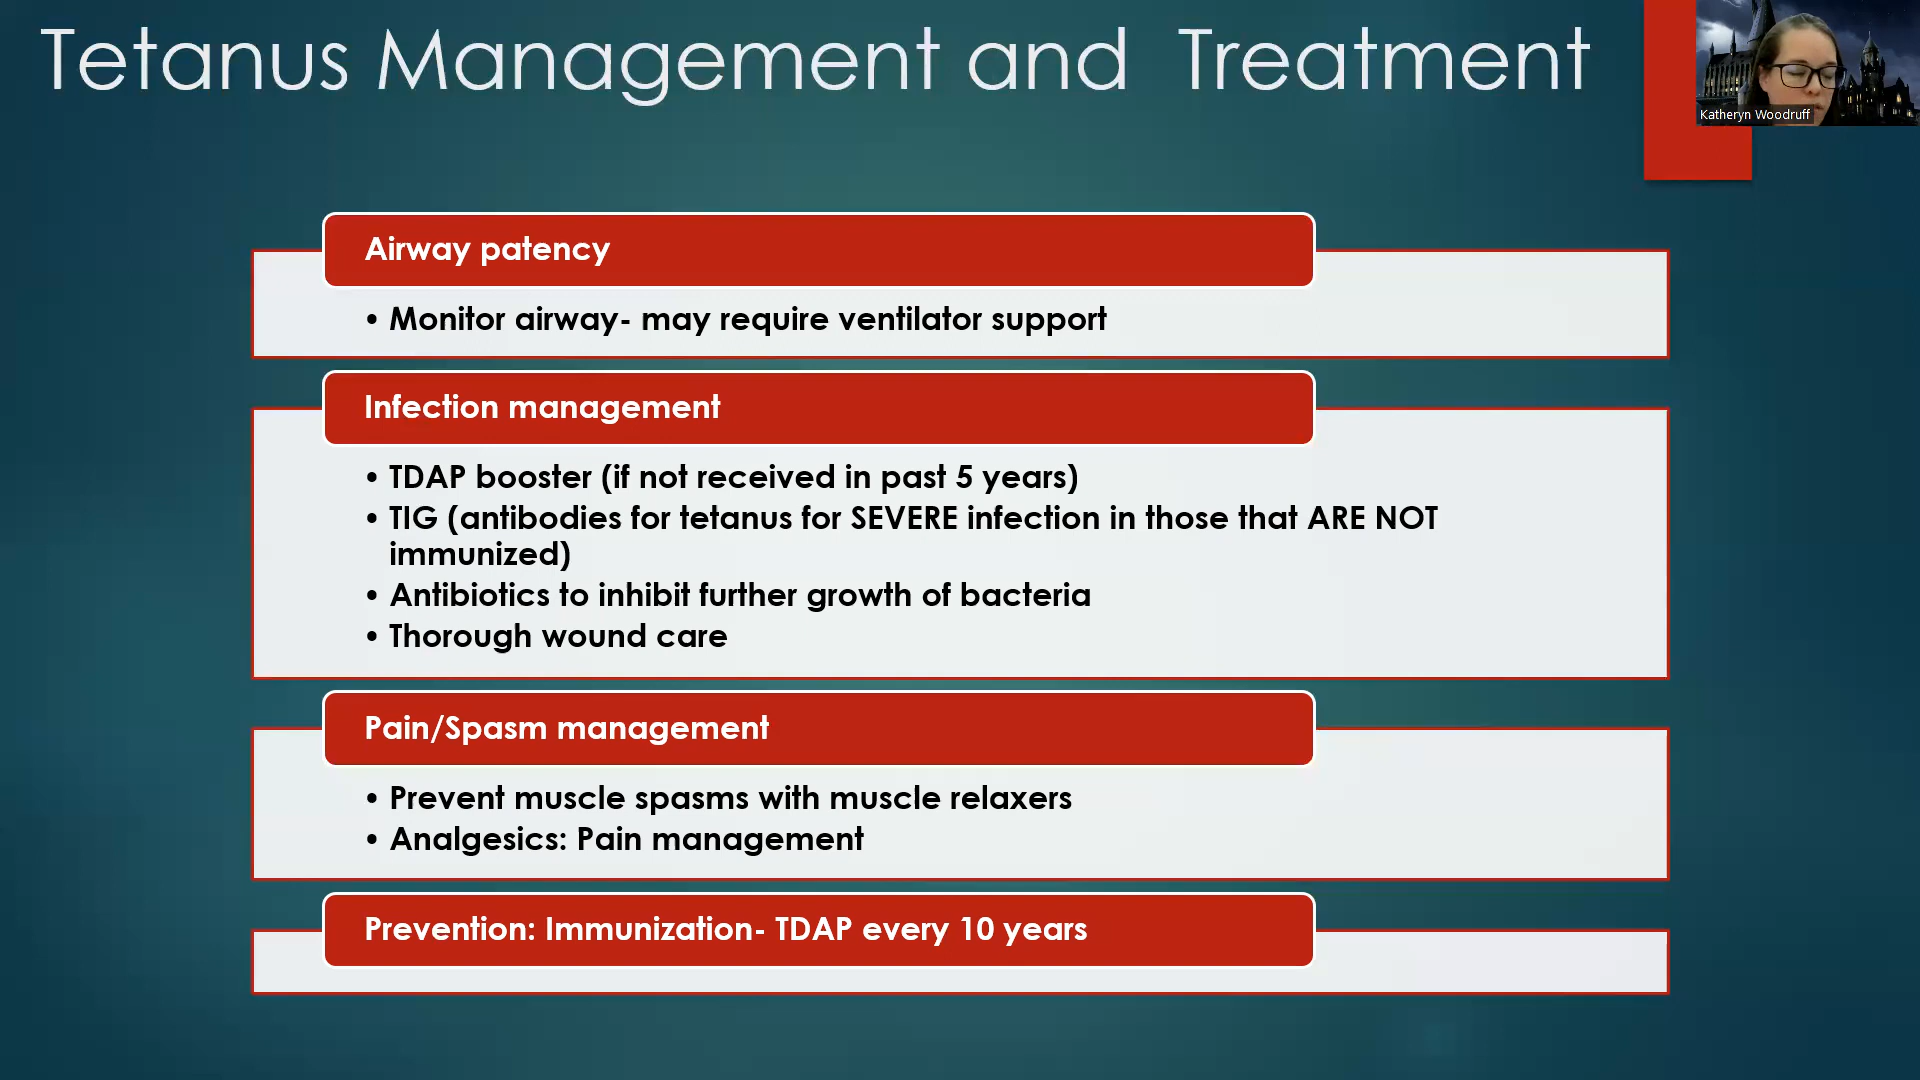 Tetanus Management and Treatment
Katheryn Woodruff
Airway patency
• Monitor airway- may require ventilator support
Infection management
• TDAP booster (if not received in past 5 years)
• TIG (antibodies for tetanus for SEVERE infection in those that ARE NOT
immunized)
• Antibiotics to inhibit further growth of bacteria
• Thorough wound care
Pain/Spasm management
• Prevent muscle spasms with muscle relaxers
• Analgesics: Pain management
Prevention: Immunization- TDAP every 10 years